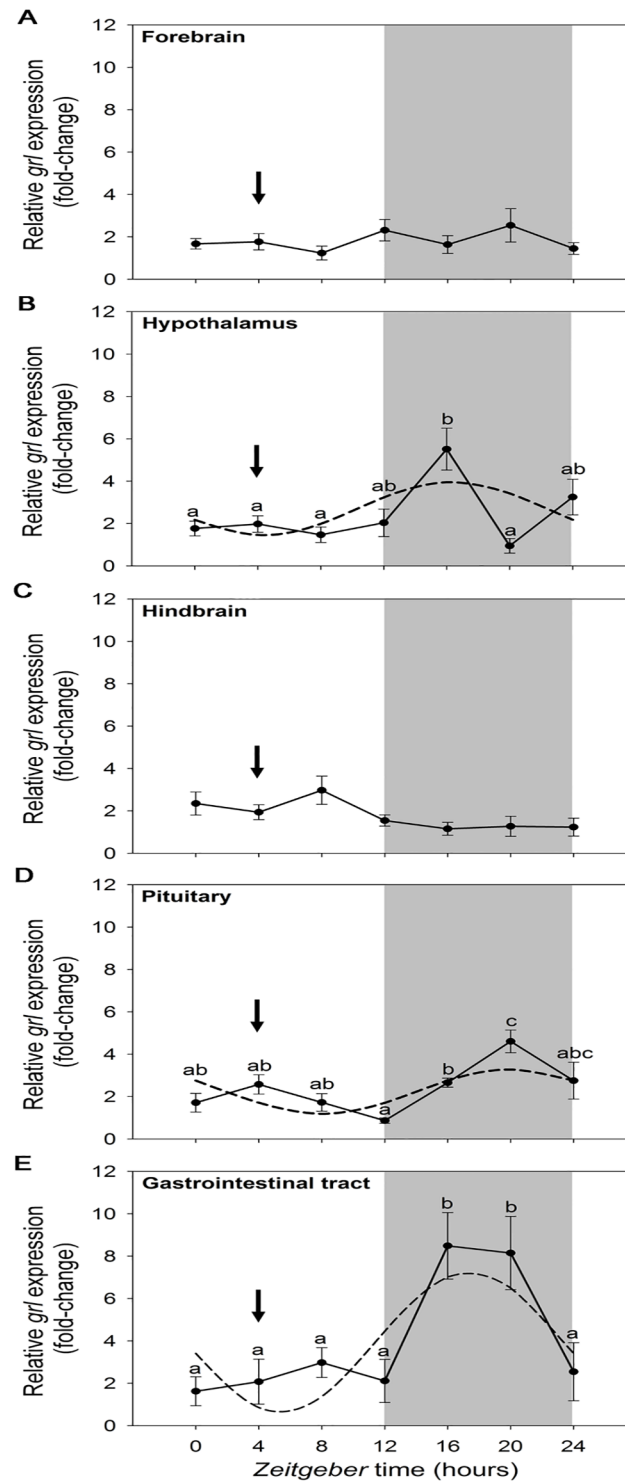 A
Forebrain
Relative grl expression
(fold-change)
12
10
8
6
4
2
0
B
Hypothalamus
Relative grl expression
(fold-change)
12
10
8
6
4
2
0
a
a
a
ab
b
a
ab
C
Hindbrain
Relative grl expression
(fold-change)
12
10
8
6
4
2
0
D
Pituitary
Relative grl expression
(fold-change)
12
10
8
6
4
2
0
ab
ab
ab
a
b
c
abc
E
Gastrointestinal tract
Relative grl expression
(fold-change)
12
10
8
6
4
2
0
a
a
a
a
b
b
a
0 4 8 12 16 20 24
Zeitgeber time (hours)